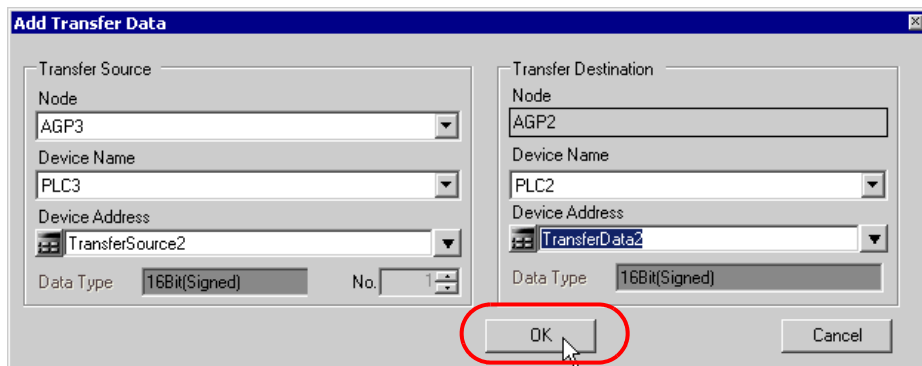 Add Transfer Data
Transfer Source
Node
AGP3
Device Name
PLC3
Device Address
TransferSource2
Data Type 16Bit(Signed) No. 1
Transfer Destination
Node
AGP2
Device Name
PLC2
Device Address
TransferData2
Data Type 16Bit(Signed)
OK Cancel